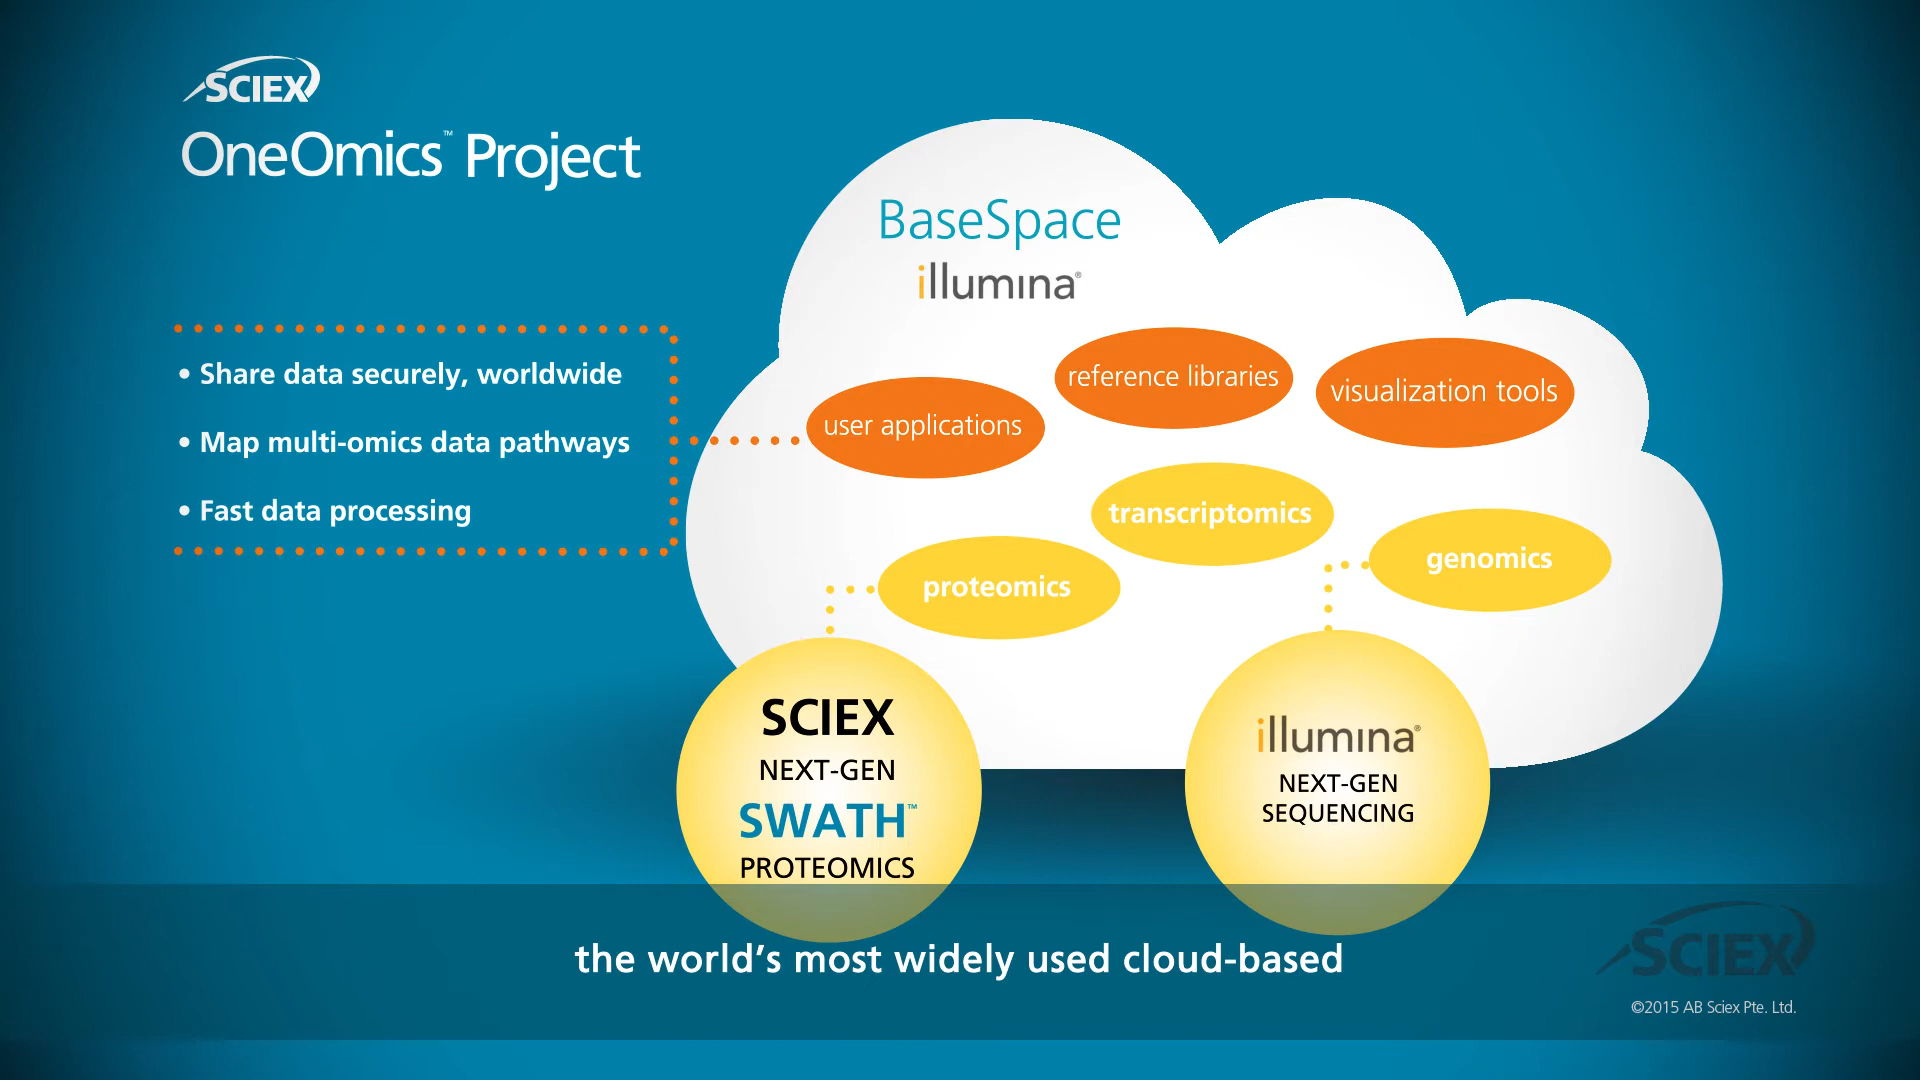 SCIEX
OneOmics™ Project
BaseSpace
illumina®
• Share data securely, worldwide
• Map multi-omics data pathways
• Fast data processing
user applications
reference libraries
visualization tools
transcriptomics
proteomics
genomics
SCIEX
NEXT-GEN
SWATH™
PROTEOMICS
illumina®
NEXT-GEN
SEQUENCING
the world's most widely used cloud-based
SCIEX
©2015 AB Sciex Pte. Ltd.